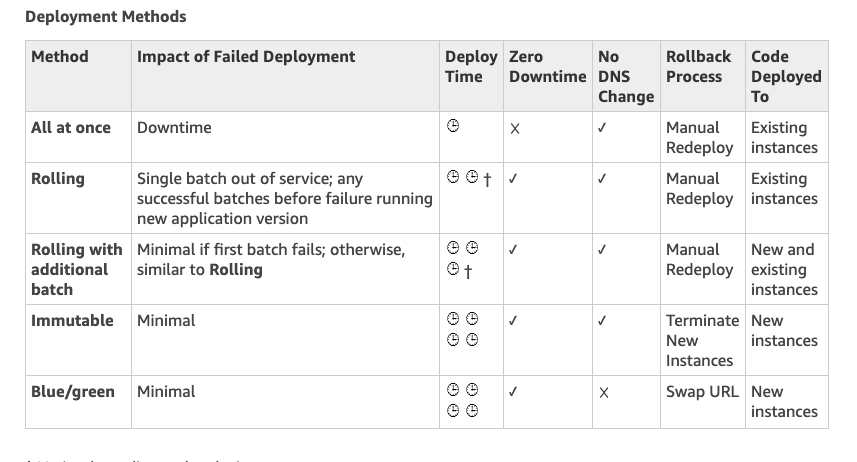 Deployment Methods
Method Impact of Failed Deployment Deploy Time Zero Downtime No DNS Change Rollback Process Code Deployed To
All at once Downtime 🕒 X ✓ Manual Redeploy Existing instances
Rolling Single batch out of service; any successful batches before failure running new application version 🕒 🕒 † ✓ ✓ Manual Redeploy Existing instances
Rolling with additional batch Minimal if first batch fails; otherwise, similar to Rolling 🕒 🕒 🕒 † ✓ ✓ Manual Redeploy New and existing instances
Immutable Minimal 🕒 🕒 🕒 🕒 ✓ ✓ Terminate New Instances New instances
Blue/green Minimal 🕒 🕒 🕒 🕒 ✓ X Swap URL New instances